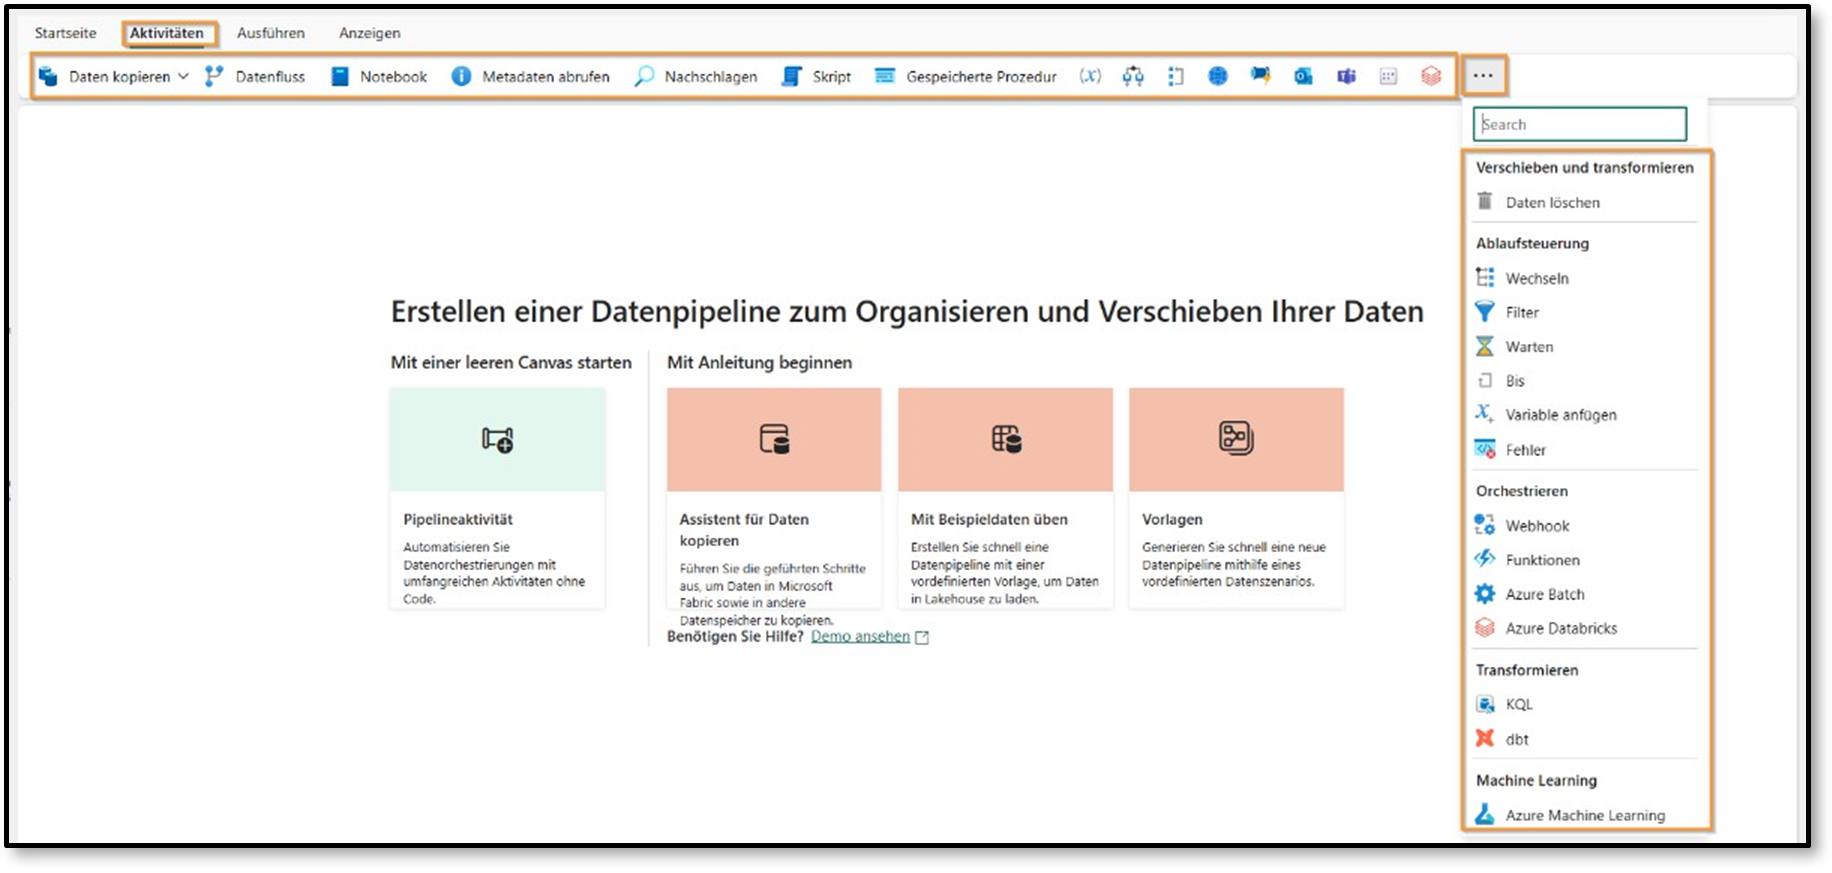 Startseite Aktivitäten Ausführen Anzeigen
Daten kopieren Datenfluss Notebook Metadaten abrufen Nachschlagen Skript Gespeicherte Prozedur (x) ...
Search
Verschieben und transformieren
Daten löschen
Ablaufsteuerung
Wechseln
Filter
Warten
Bis
Variable anfügen
Fehler
Orchestrieren
Webhook
Funktionen
Azure Batch
Azure Databricks
Transformieren
KQL
dbt
Machine Learning
Azure Machine Learning
Erstellen einer Datenpipeline zum Organisieren und Verschieben Ihrer Daten
Mit einer leeren Canvas starten
Pipelineaktivität
Automatisieren Sie
Datenorchestrierungen mit
umfangreichen Aktivitäten ohne
Code.
Mit Anleitung beginnen
Assistent für Daten
kopieren
Führen Sie die geführten Schritte
aus, um Daten in Microsoft
Fabric sowie in andere
Datenspeicher zu kopieren.
Mit Beispieldaten üben
Erstellen Sie schnell eine
Datenpipeline mit einer
vordefinierten Vorlage, um Daten
in Lakehouse zu laden.
Vorlagen
Generieren Sie schnell eine neue
Datenpipeline mithilfe eines
vordefinierten Datenszenarios.
Benötigen Sie Hilfe? Demo ansehen